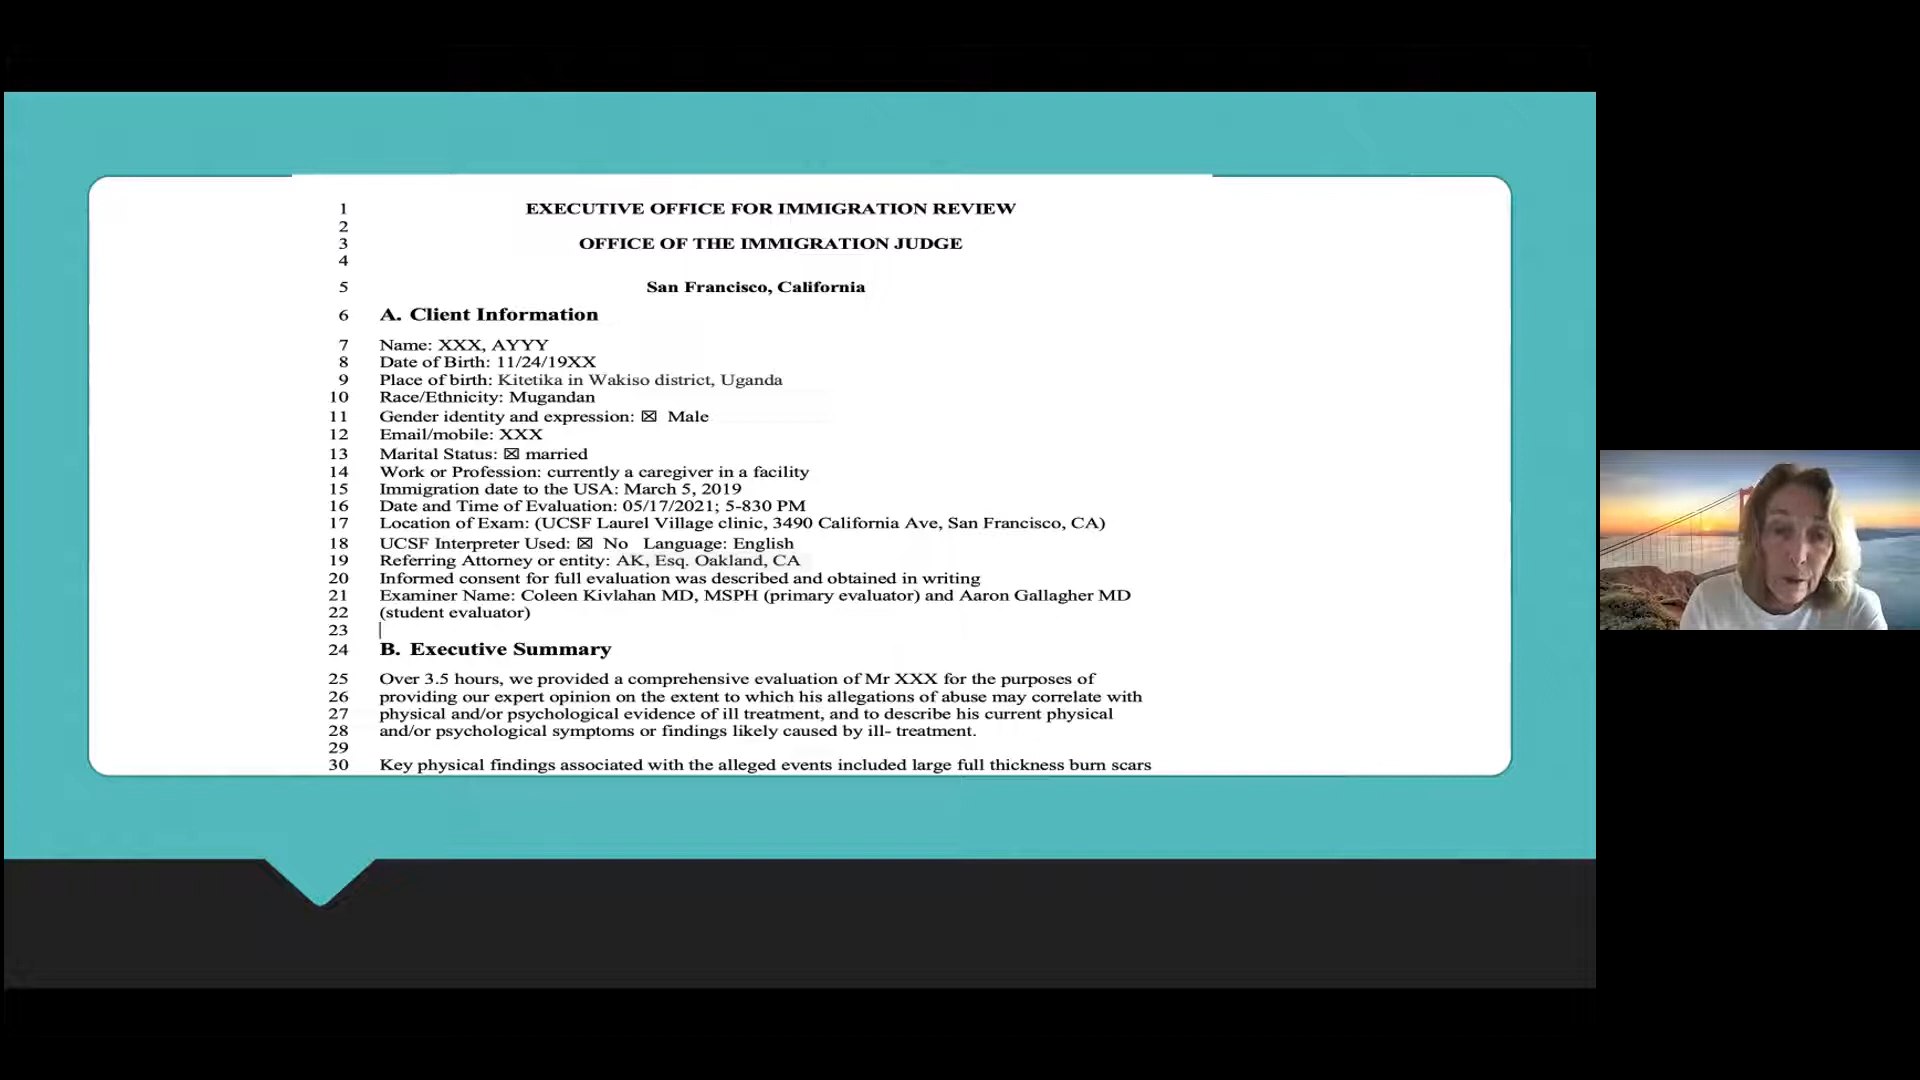 1 EXECUTIVE OFFICE FOR IMMIGRATION REVIEW
2
3 OFFICE OF THE IMMIGRATION JUDGE
4
5 San Francisco, California
6 A. Client Information
7 Name: XXX, AYYY
8 Date of Birth: 11/24/19XX
9 Place of birth: Kitetika in Wakiso district, Uganda
10 Race/Ethnicity: Mugandan
11 Gender identity and expression: ☒ Male
12 Email/mobile: XXX
13 Marital Status: ☒ married
14 Work or Profession: currently a caregiver in a facility
15 Immigration date to the USA: March 5, 2019
16 Date and Time of Evaluation: 05/17/2021; 5-830 PM
17 Location of Exam: (UCSF Laurel Village clinic, 3490 California Ave, San Francisco, CA)
18 UCSF Interpreter Used: ☒ No Language: English
19 Referring Attorney or entity: AK, Esq. Oakland, CA
20 Informed consent for full evaluation was described and obtained in writing
21 Examiner Name: Coleen Kivlahan MD, MSPH (primary evaluator) and Aaron Gallagher MD
22 (student evaluator)
23
24 B. Executive Summary
25 Over 3.5 hours, we provided a comprehensive evaluation of Mr XXX for the purposes of
26 providing our expert opinion on the extent to which his allegations of abuse may correlate with
27 physical and/or psychological evidence of ill treatment, and to describe his current physical
28 and/or psychological symptoms or findings likely caused by ill- treatment.
29
30 Key physical findings associated with the alleged events included large full thickness burn scars